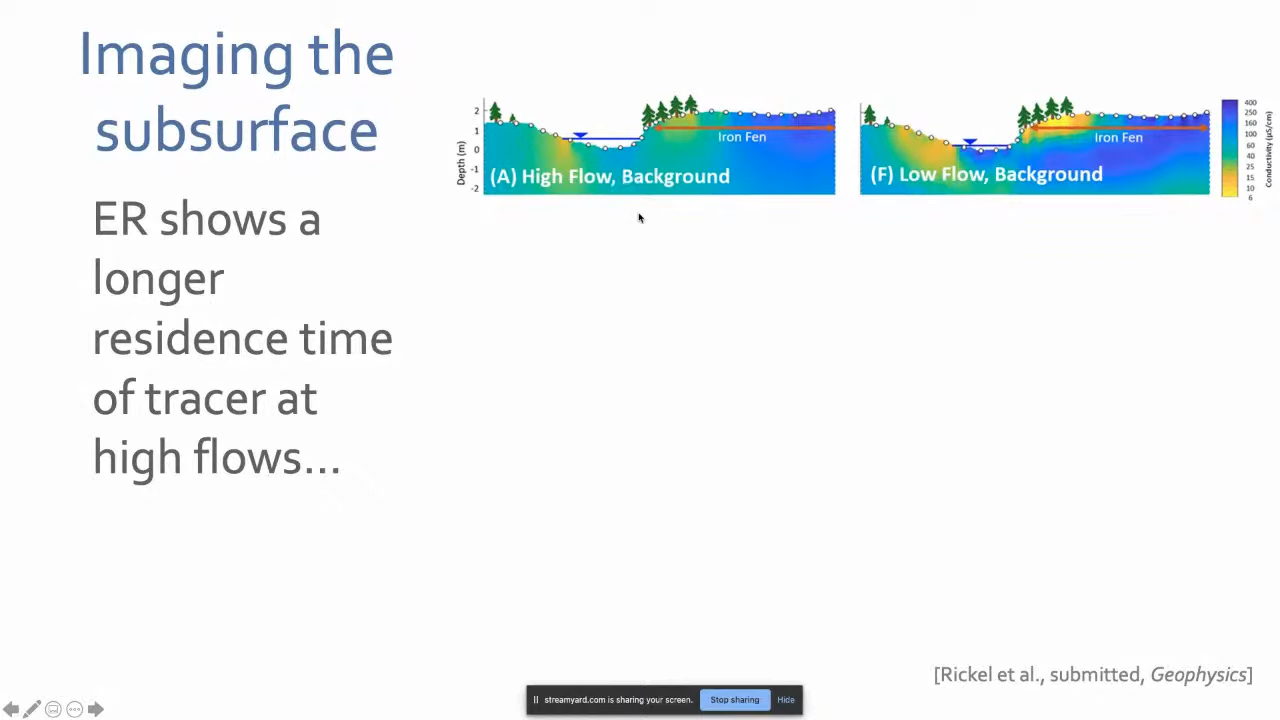 Imaging the
subsurface
ER shows a
longer
residence time
of tracer at
high flows...
Depth (m)
2
1
0
-1
-2
Iron Fen
(A) High Flow, Background
Iron Fen
(F) Low Flow, Background
400
250
160
100
60
40
25
15
10
6
Conductivity (µS/cm)
[Rickel et al., submitted, Geophysics]
streamyard.com is sharing your screen.
Stop sharing
Hide